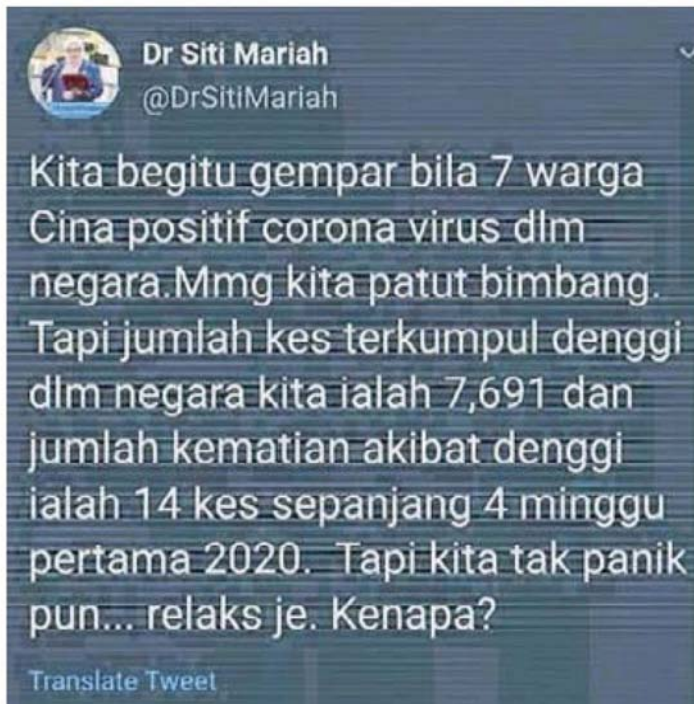 Dr Siti Mariah
@DrSitiMariah
Kita begitu gempar bila 7 warga
Cina positif corona virus dlm
negara.Mmg kita patut bimbang.
Tapi jumlah kes terkumpul denggi
dlm negara kita ialah 7,691 dan
jumlah kematian akibat denggi
ialah 14 kes sepanjang 4 minggu
pertama 2020. Tapi kita tak panik
pun... relaks je. Kenapa?
Translate Tweet